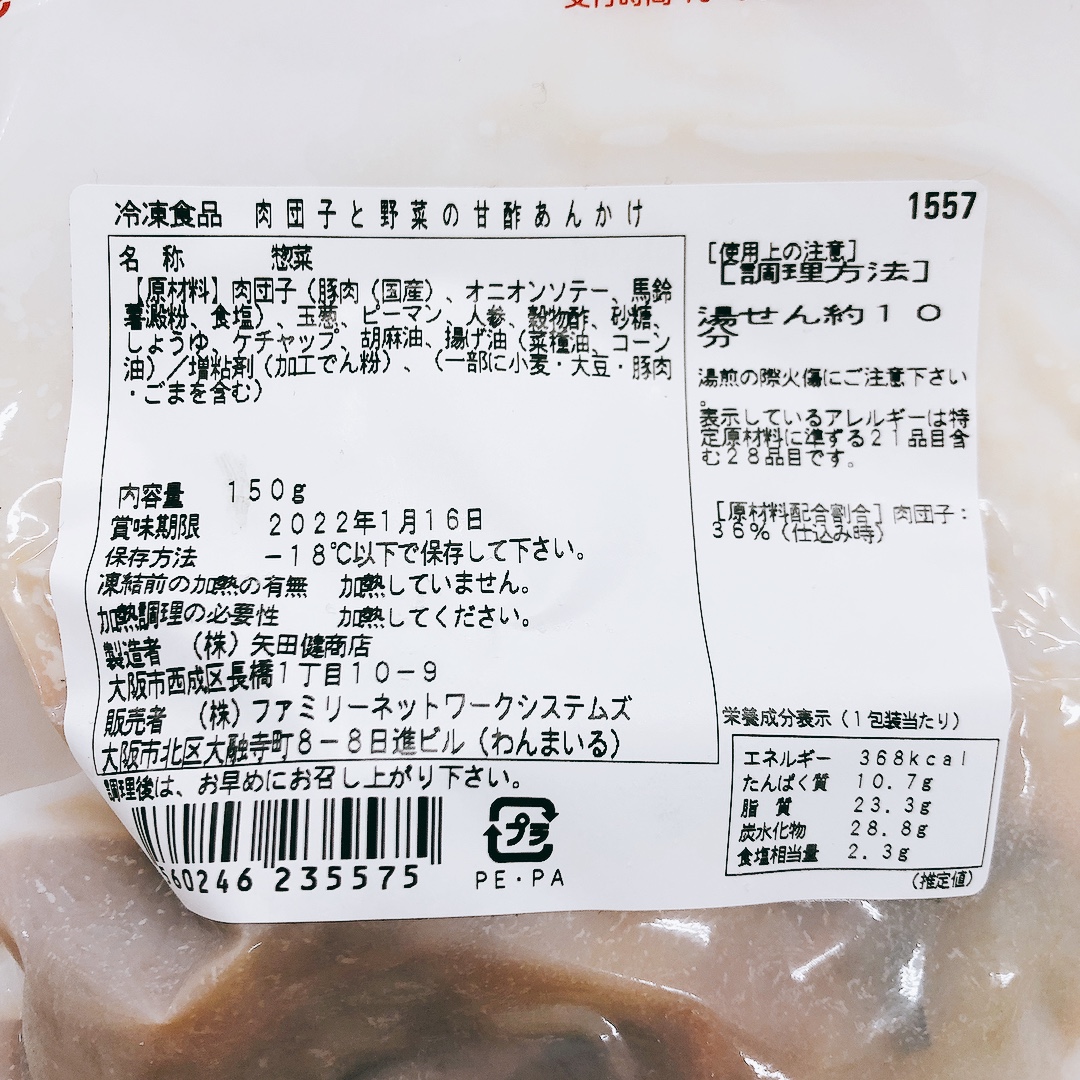 冷凍食品 肉団子と野菜の甘酢あんかけ
1557
名 称 惣菜
【原材料】肉団子（豚肉（国産）、オニオンソテー、馬鈴
薯澱粉、食塩）、玉葱、ピーマン、人参、穀物酢、砂糖、
しょうゆ、ケチャップ、胡麻油、揚げ油（菜種油、コーン
油）／増粘剤（加工でん粉）、（一部に小麦・大豆・豚肉
・ごまを含む）
内容量 150g
賞味期限 2022年1月16日
保存方法 －18℃以下で保存して下さい。
凍結前の加熱の有無 加熱していません。
加熱調理の必要性 加熱してください。
製造者 （株）矢田健商店
大阪市西成区長橋1丁目10－9
販売者 （株）ファミリーネットワークシステムズ
大阪市北区大融寺町8－8日進ビル（わんまいる）
調理後は、お早めにお召し上がり下さい。
60246 235575
プラ
PE・PA
［使用上の注意］
［調理方法］
湯せん約10
分
湯煎の際火傷にご注意下さい
。
表示しているアレルギーは特
定原材料に準ずる21品目含
む28品目です。
［原材料配合割合］肉団子：
36％（仕込み時）
栄養成分表示（1包装当たり）
エネルギー 368kcal
たんぱく質 10.7g
脂 質 23.3g
炭水化物 28.8g
食塩相当量 2.3g
（推定値）